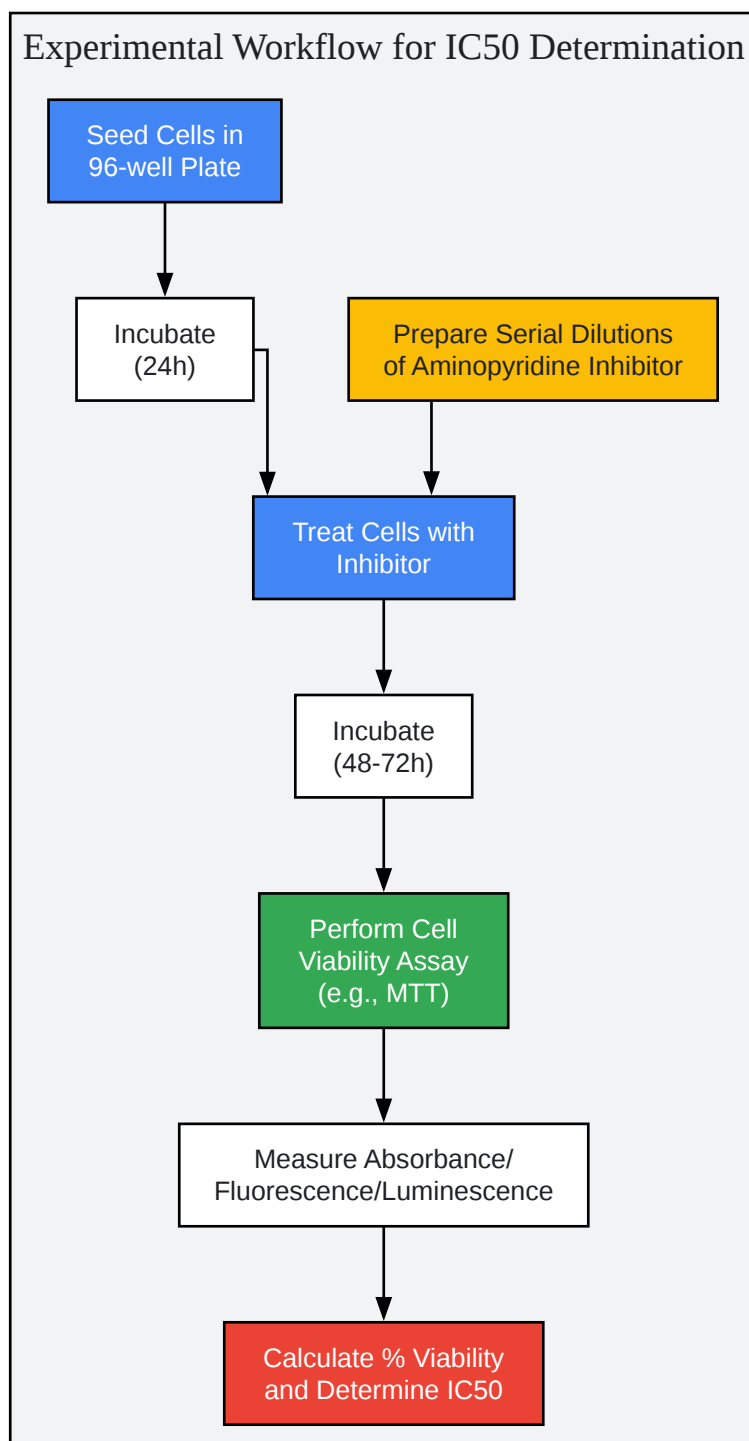 Experimental Workflow for IC50 Determination
Seed Cells in
96-well Plate
Incubate
(24h)
Prepare Serial Dilutions
of Aminopyridine Inhibitor
Treat Cells with
Inhibitor
Incubate
(48-72h)
Perform Cell
Viability Assay
(e.g., MTT)
Measure Absorbance/
Fluorescence/Luminescence
Calculate % Viability
and Determine IC50